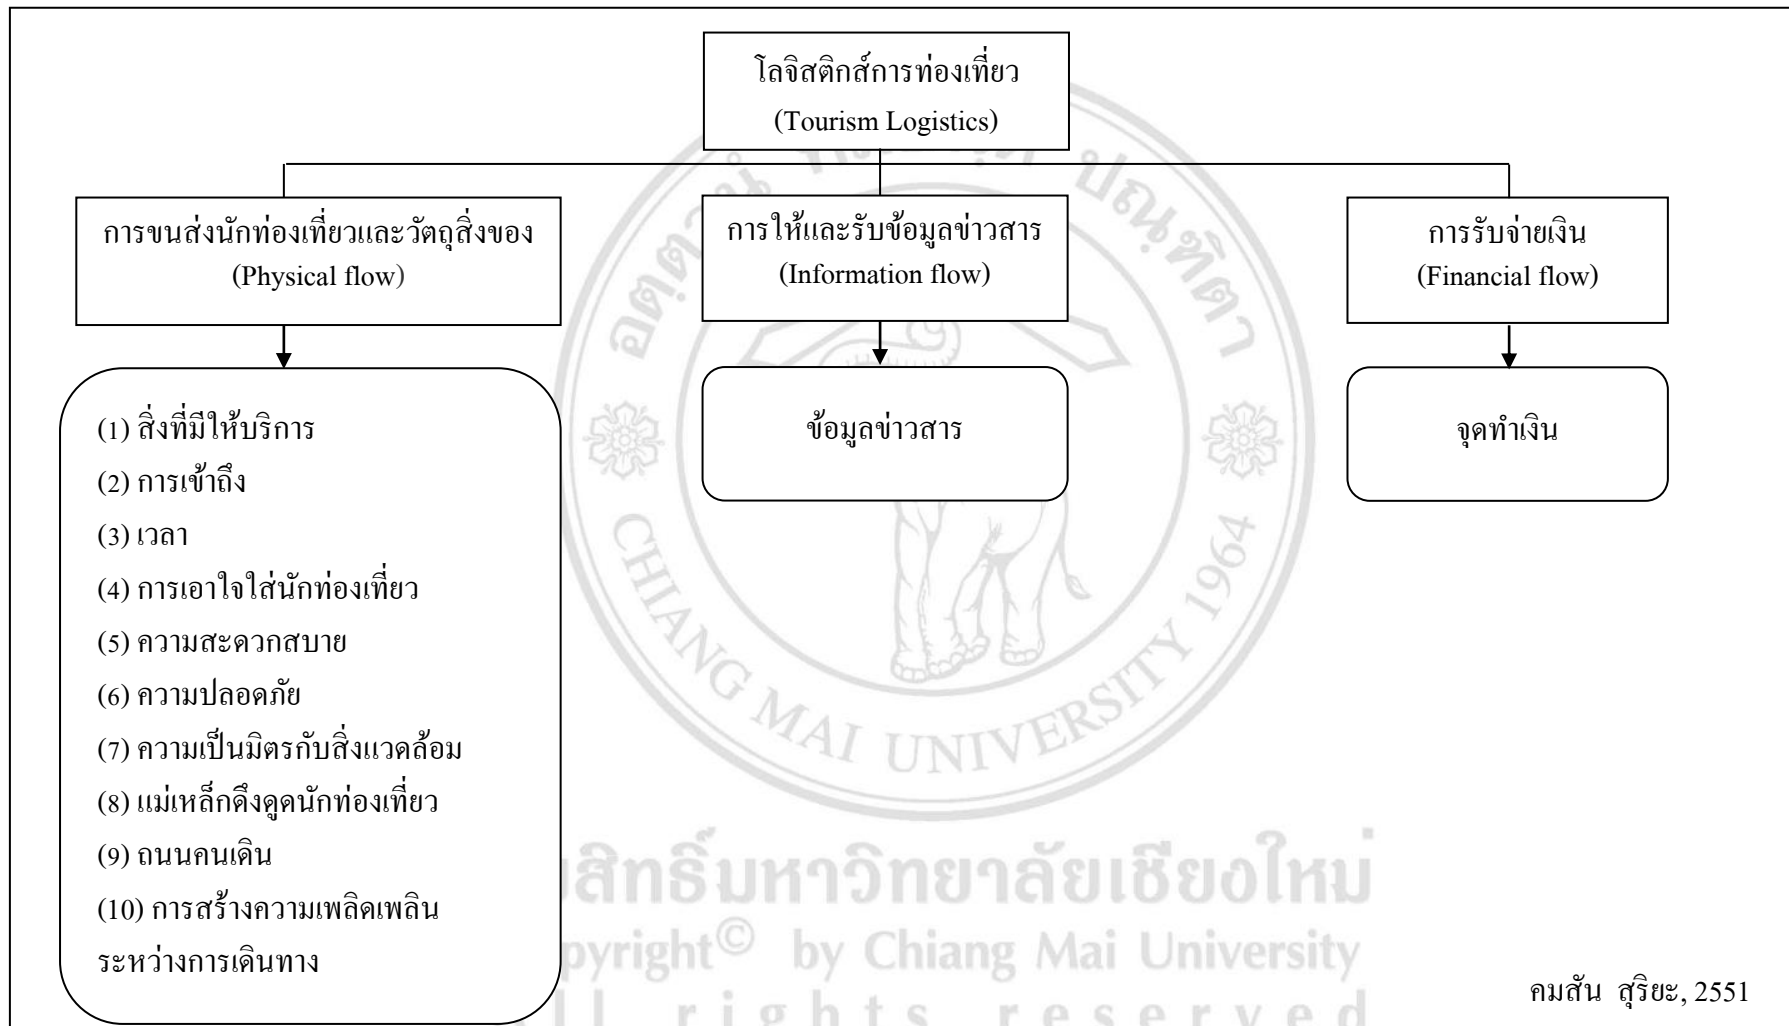 โลจิสติกส์การท่องเที่ยว
(Tourism Logistics)
การขนส่งนักท่องเที่ยวและวัตถุสิ่งของ
(Physical flow)
การให้และรับข้อมูลข่าวสาร
(Information flow)
การรับจ่ายเงิน
(Financial flow)
(1) สิ่งที่มีให้บริการ
(2) การเข้าถึง
(3) เวลา
(4) การเอาใจใส่นักท่องเที่ยว
(5) ความสะดวกสบาย
(6) ความปลอดภัย
(7) ความเป็นมิตรกับสิ่งแวดล้อม
(8) แม่เหล็กดึงดูดนักท่องเที่ยว
(9) ถนนคนเดิน
(10) การสร้างความเพลิดเพลิน
ระหว่างการเดินทาง
ข้อมูลข่าวสาร
จุดทำเงิน
คมสัน สุริยะ, 2551
CHIANG MAI UNIVERSITY 1964
มหาวิทยาลัยเชียงใหม่
© by Chiang Mai University
rights reserved